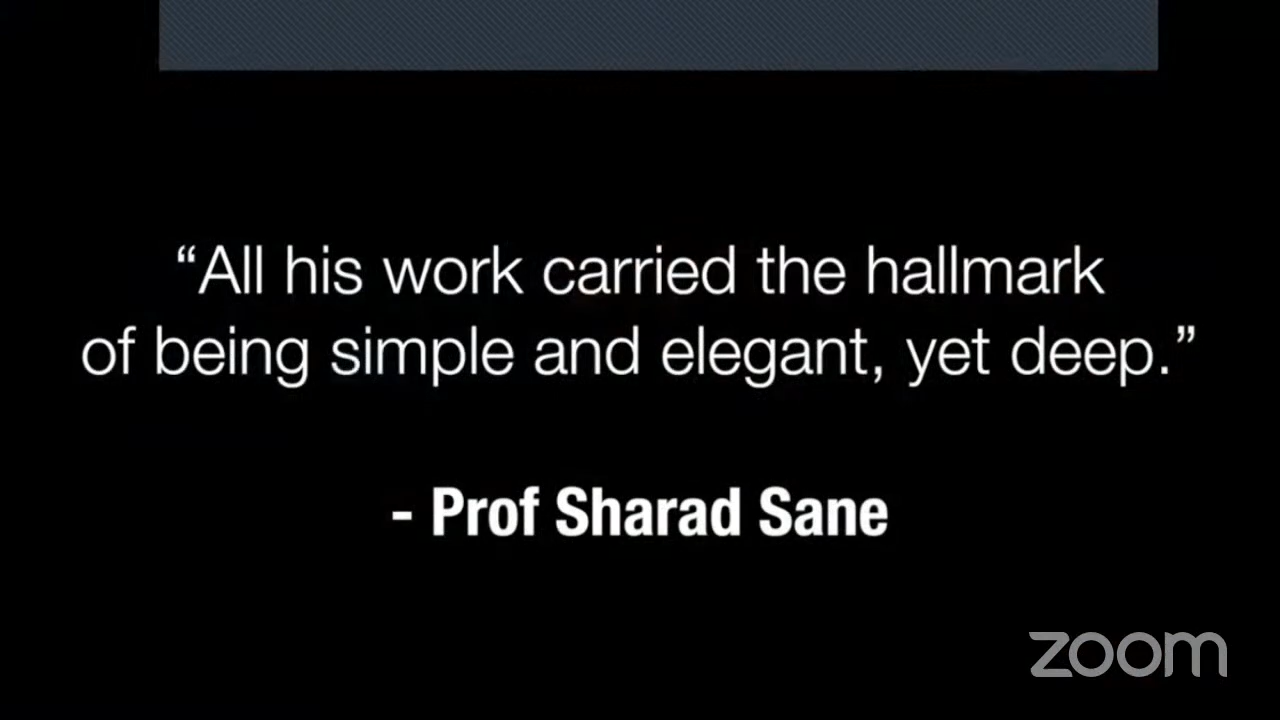 “All his work carried the hallmark
of being simple and elegant, yet deep.”
- Prof Sharad Sane
zoom